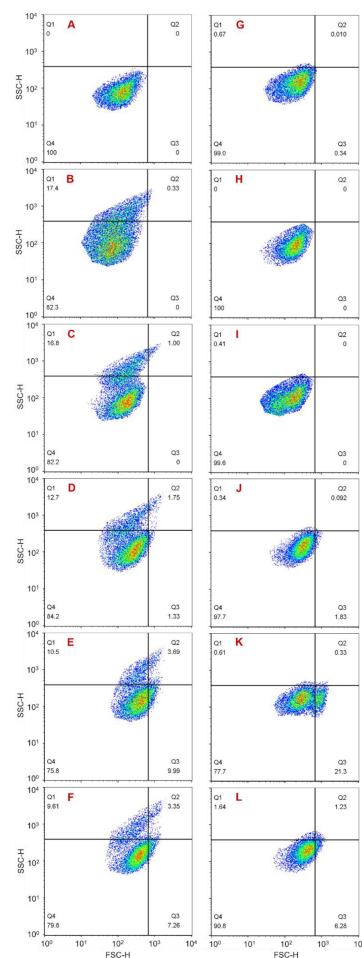 A
Q1
0
Q2
0
Q4
100
Q3
0
SSC-H
10⁴
10³
10²
10¹
10⁰
G
Q1
0.67
Q2
0.010
Q4
99.0
Q3
0.34
B
Q1
17.4
Q2
0.33
Q4
82.3
Q3
0
SSC-H
10⁴
10³
10²
10¹
10⁰
H
Q1
0
Q2
0
Q4
100
Q3
0
C
Q1
16.8
Q2
1.00
Q4
82.2
Q3
0
SSC-H
10⁴
10³
10²
10¹
10⁰
I
Q1
0.41
Q2
0
Q4
99.6
Q3
0
D
Q1
12.7
Q2
1.75
Q4
84.2
Q3
1.33
SSC-H
10⁴
10³
10²
10¹
10⁰
J
Q1
0.34
Q2
0.092
Q4
97.7
Q3
1.83
E
Q1
10.5
Q2
3.69
Q4
75.8
Q3
9.99
SSC-H
10⁴
10³
10²
10¹
10⁰
K
Q1
0.61
Q2
0.33
Q4
77.7
Q3
21.3
F
Q1
9.61
Q2
3.35
Q4
79.8
Q3
7.26
SSC-H
10⁴
10³
10²
10¹
10⁰
10⁰ 10¹ 10² 10³ 10⁴
FSC-H
L
Q1
1.64
Q2
1.23
Q4
90.8
Q3
6.28
10⁰ 10¹ 10² 10³ 10⁴
FSC-H